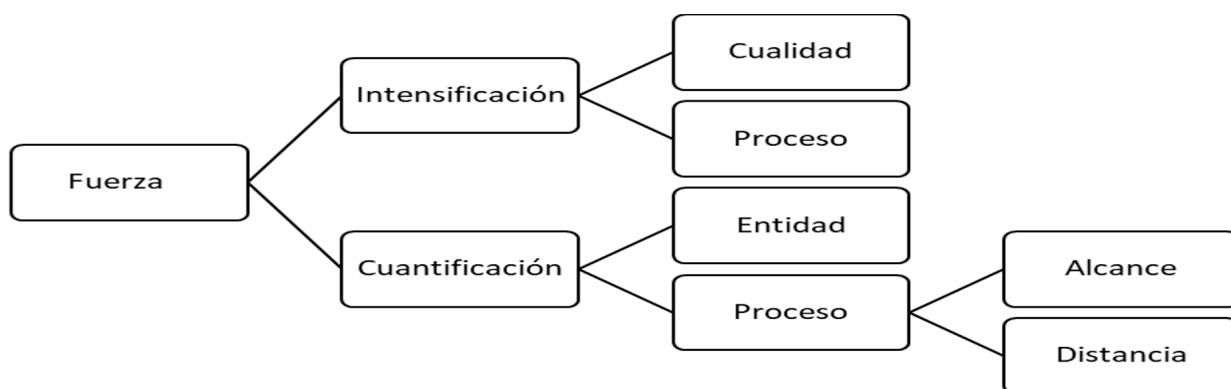 Fuerza
Intensificación
Cualidad
Proceso
Cuantificación
Entidad
Proceso
Alcance
Distancia